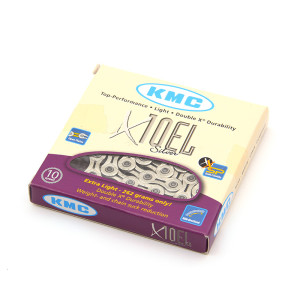 KMC
Top-Performance • Light • Double X® Durability
X10EL
Silver
10
Extra Light - 262 grams only!
Double X® Durability
Weight- and chain suck reduction
KMC
X10EL